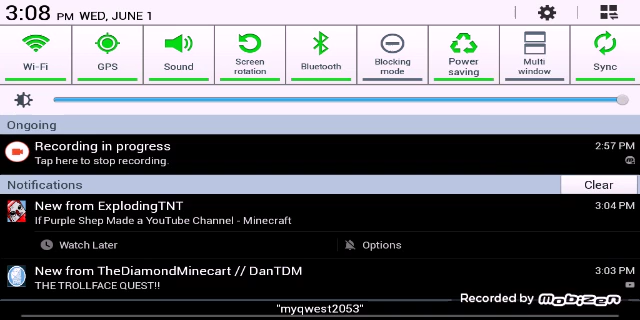 3:08 PM WED, JUNE 1
Wi-Fi
GPS
Sound
Screen rotation
Bluetooth
Blocking mode
Power saving
Multi window
Sync
Ongoing
Recording in progress 2:57 PM
Tap here to stop recording.
Notifications Clear
New from ExplodingTNT 3:04 PM
If Purple Shep Made a YouTube Channel - Minecraft
Watch Later Options
New from TheDiamondMinecart // DanTDM 3:03 PM
THE TROLLFACE QUEST!!
Recorded by Mobizen
"myqwest2053"